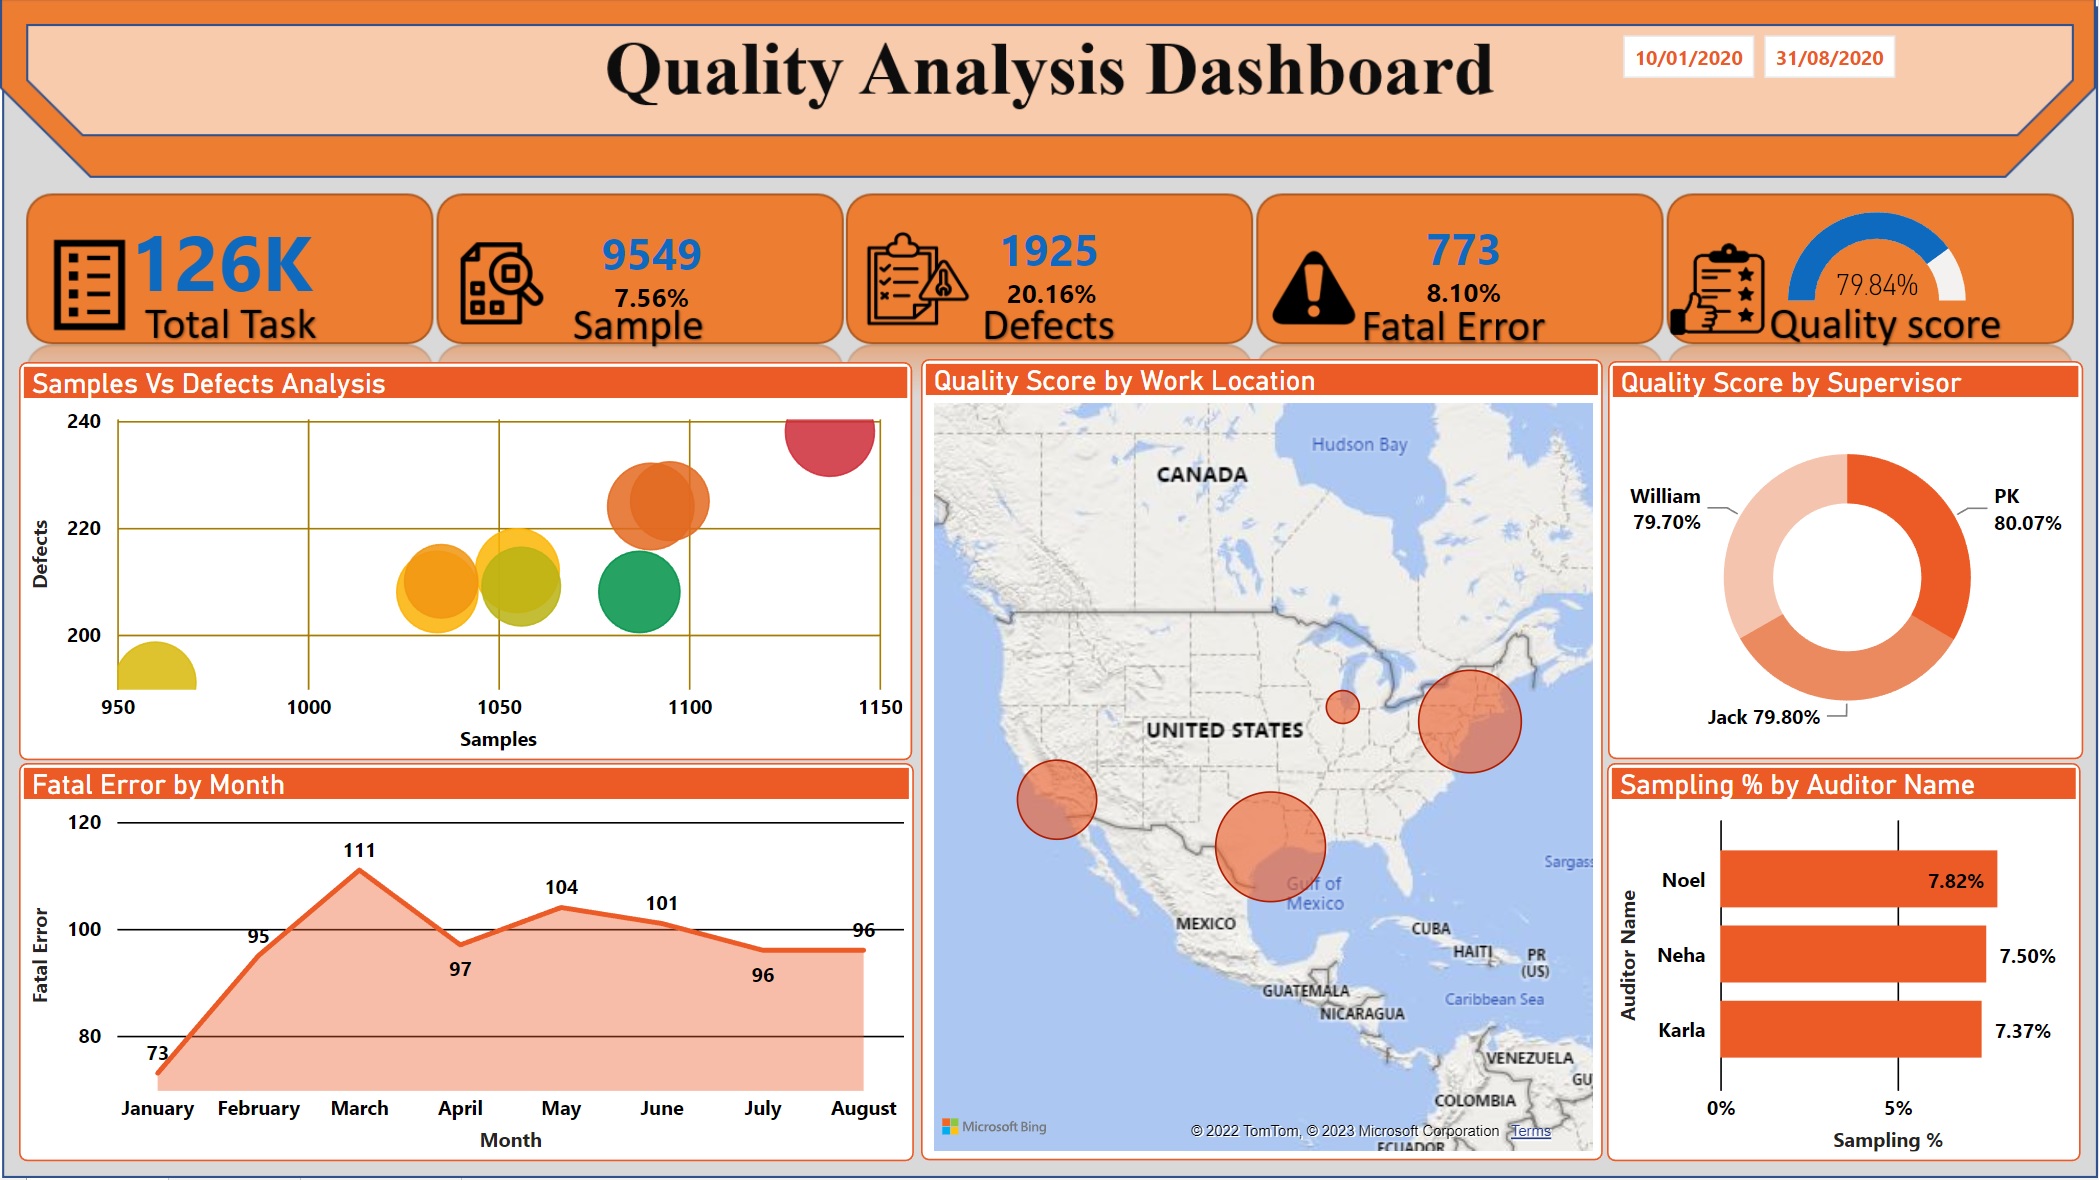 Quality Analysis Dashboard
10/01/2020 31/08/2020
126K
Total Task
9549
7.56%
Sample
1925
20.16%
Defects
773
8.10%
Fatal Error
79.84%
Quality score
Samples Vs Defects Analysis
240
220
200
Defects
950 1000 1050 1100 1150
Samples
Fatal Error by Month
120
100
80
Fatal Error
73
95
111
97
104
101
96
96
January February March April May June July August
Month
Quality Score by Work Location
Hudson Bay
CANADA
UNITED STATES
Sargass
Gulf of
Mexico
MEXICO
CUBA
HAITI
PR
(US)
GUATEMALA
Caribbean Sea
NICARAGUA
VENEZUELA
GU
COLOMBIA
ECUADOR
Microsoft Bing
© 2022 TomTom, © 2023 Microsoft Corporation Terms
Quality Score by Supervisor
William
79.70%
PK
80.07%
Jack 79.80%
Sampling % by Auditor Name
Auditor Name
Noel 7.82%
Neha 7.50%
Karla 7.37%
0% 5%
Sampling %